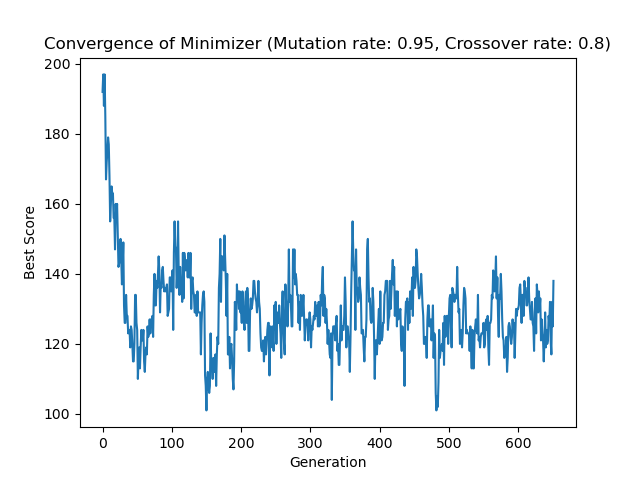 Convergence of Minimizer (Mutation rate: 0.95, Crossover rate: 0.8)
200
180
160
140
120
100
Best Score
0 100 200 300 400 500 600
Generation